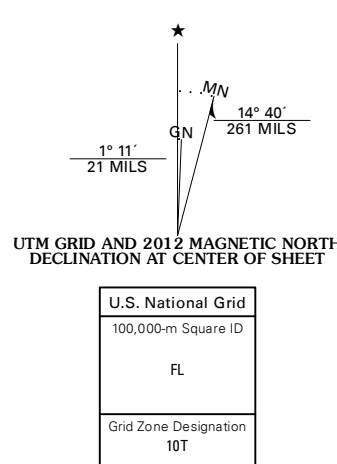 ★
MN
GN
14° 40´
261 MILS
1° 11´
21 MILS
UTM GRID AND 2012 MAGNETIC NORTH
DECLINATION AT CENTER OF SHEET
U.S. National Grid
100,000-m Square ID
FL
Grid Zone Designation
10T